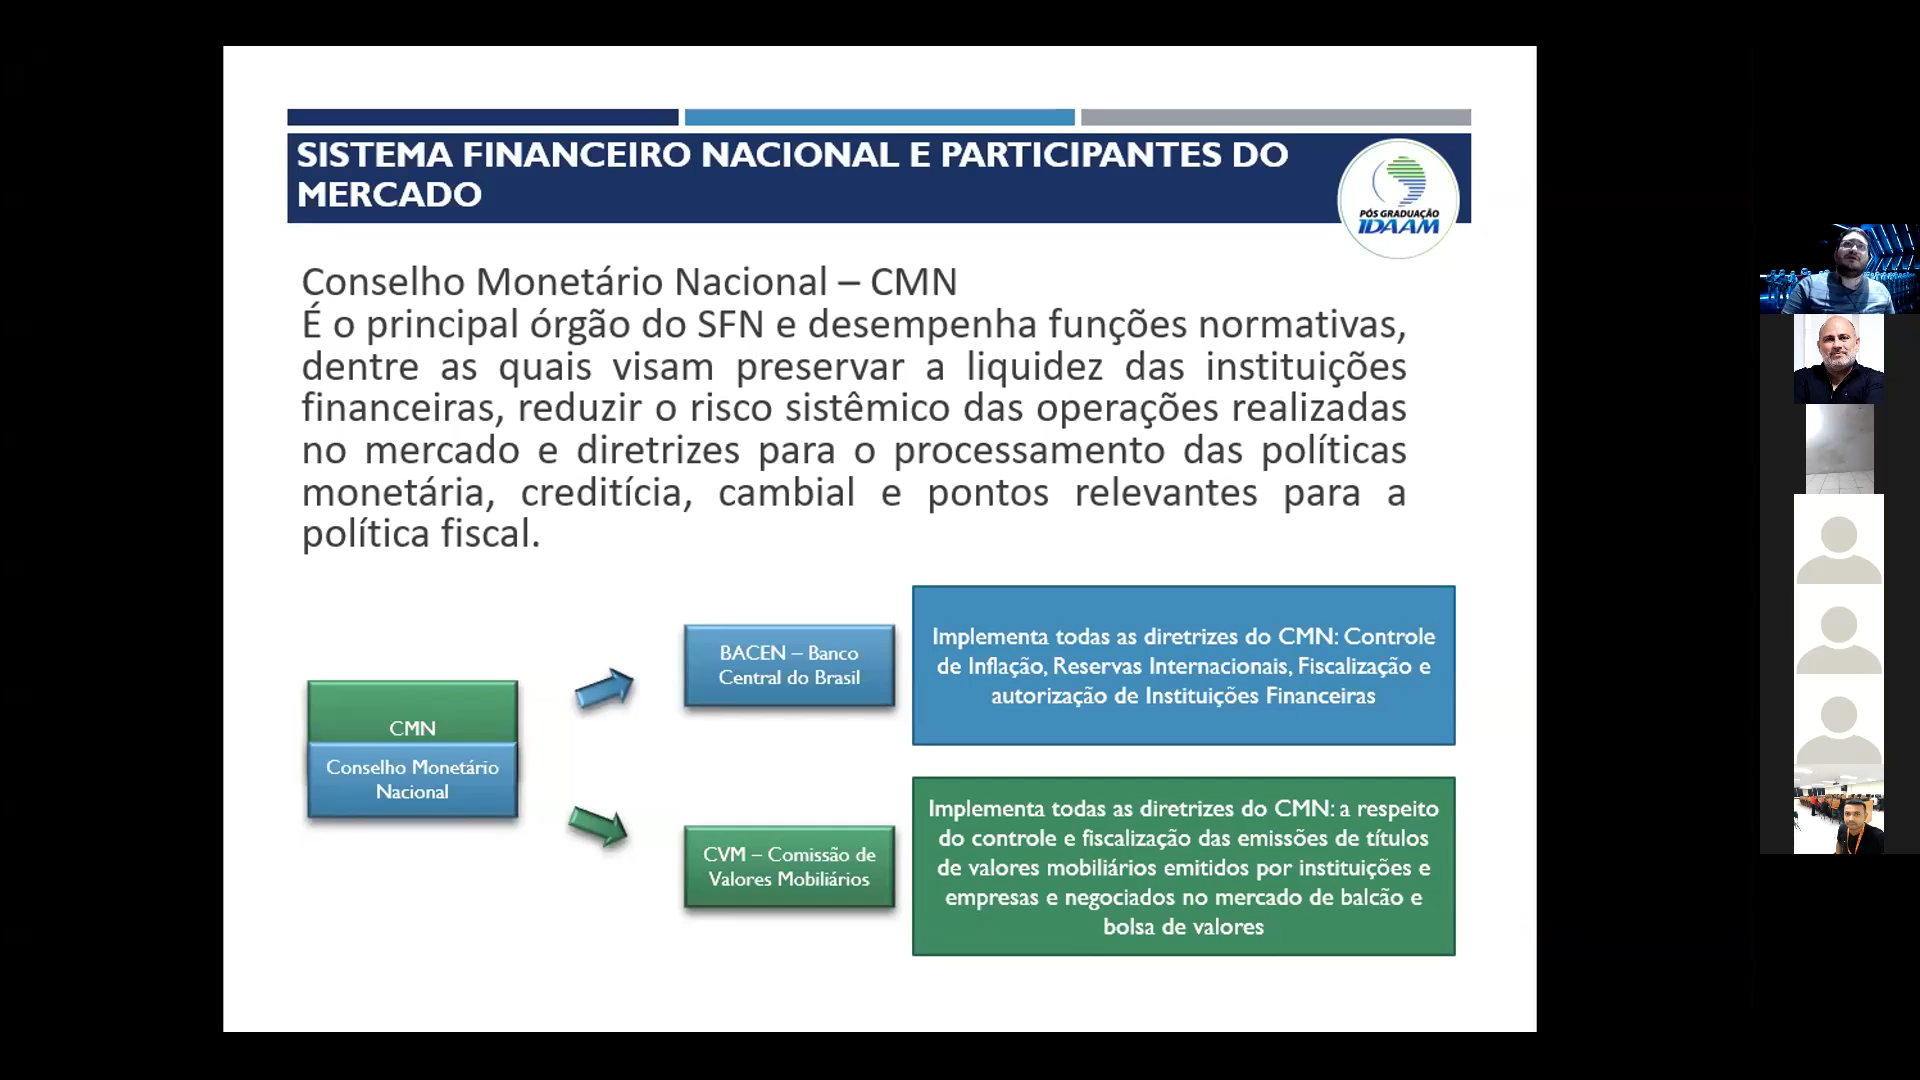 SISTEMA FINANCEIRO NACIONAL E PARTICIPANTES DO
MERCADO
PÓS GRADUAÇÃO
IDAAM
Conselho Monetário Nacional – CMN
É o principal órgão do SFN e desempenha funções normativas,
dentre as quais visam preservar a liquidez das instituições
financeiras, reduzir o risco sistêmico das operações realizadas
no mercado e diretrizes para o processamento das políticas
monetária, creditícia, cambial e pontos relevantes para a
política fiscal.
CMN
Conselho Monetário
Nacional
BACEN – Banco
Central do Brasil
Implementa todas as diretrizes do CMN: Controle
de Inflação, Reservas Internacionais, Fiscalização e
autorização de Instituições Financeiras
CVM – Comissão de
Valores Mobiliários
Implementa todas as diretrizes do CMN: a respeito
do controle e fiscalização das emissões de títulos
de valores mobiliários emitidos por instituições e
empresas e negociados no mercado de balcão e
bolsa de valores